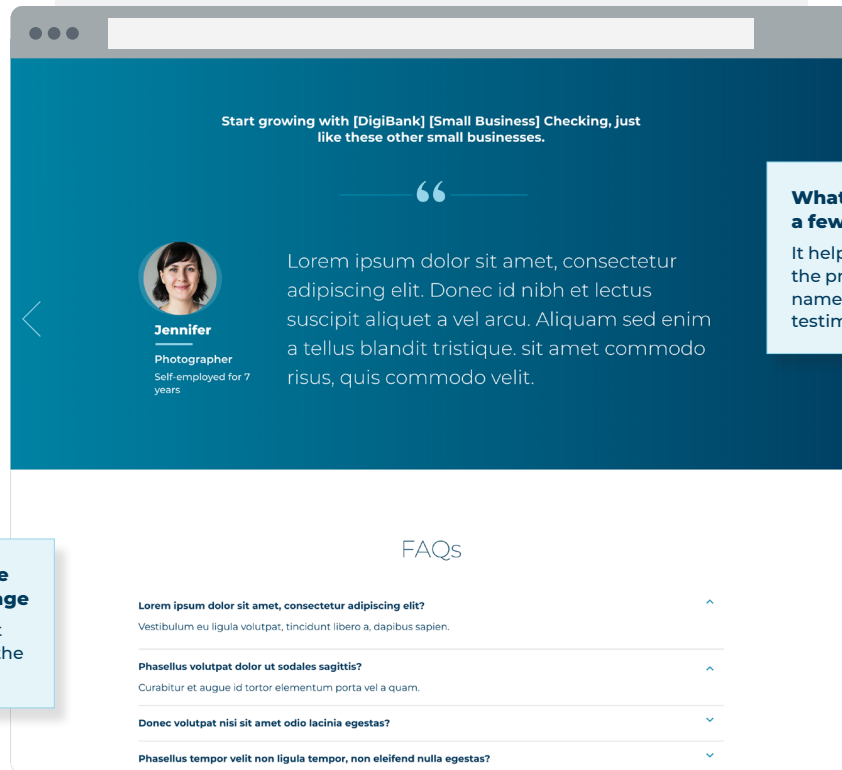 Start growing with [DigiBank] [Small Business] Checking, just
like these other small businesses.
“
Lorem ipsum dolor sit amet, consectetur
adipiscing elit. Donec id nibh et lectus
suscipit aliquet a vel arcu. Aliquam sed enim
a tellus blandit tristique. sit amet commodo
risus, quis commodo velit.
Jennifer
Photographer
Self-employed for 7
years
What
a few
It help
the
name
FAQs
the
Lorem ipsum dolor sit amet, consectetur adipiscing elit?
Vestibulum eu ligula volutpat, tincidunt libero a, dapibus sapien.
Phasellus volutpat dolor ut sodales sagittis?
Curabitur et augue id tortor elementum porta vel a quam.
Donec volutpat nisi sit amet odio lacinia egestas?
Phasellus tempor velit non ligula tempor, non eleifend nulla egestas?